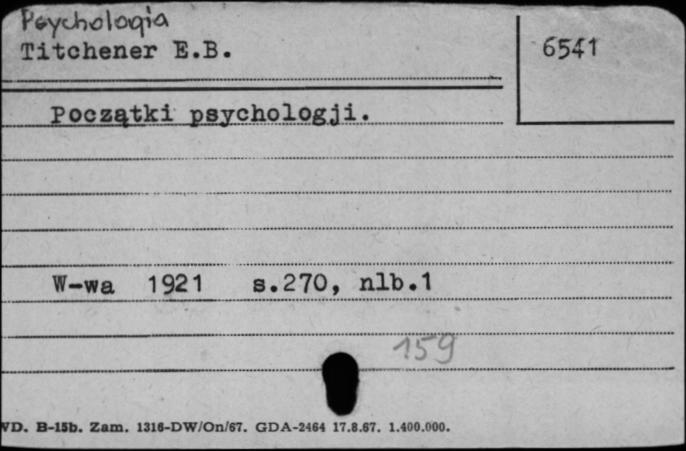 Psychologia
Titchener E.B.
6541
Początki psychologji.
W-wa 1921 s.270, nlb.1
159
VD. B-15b. Zam. 1316-DW/On/67. GDA-2464 17.8.67. 1.400.000.